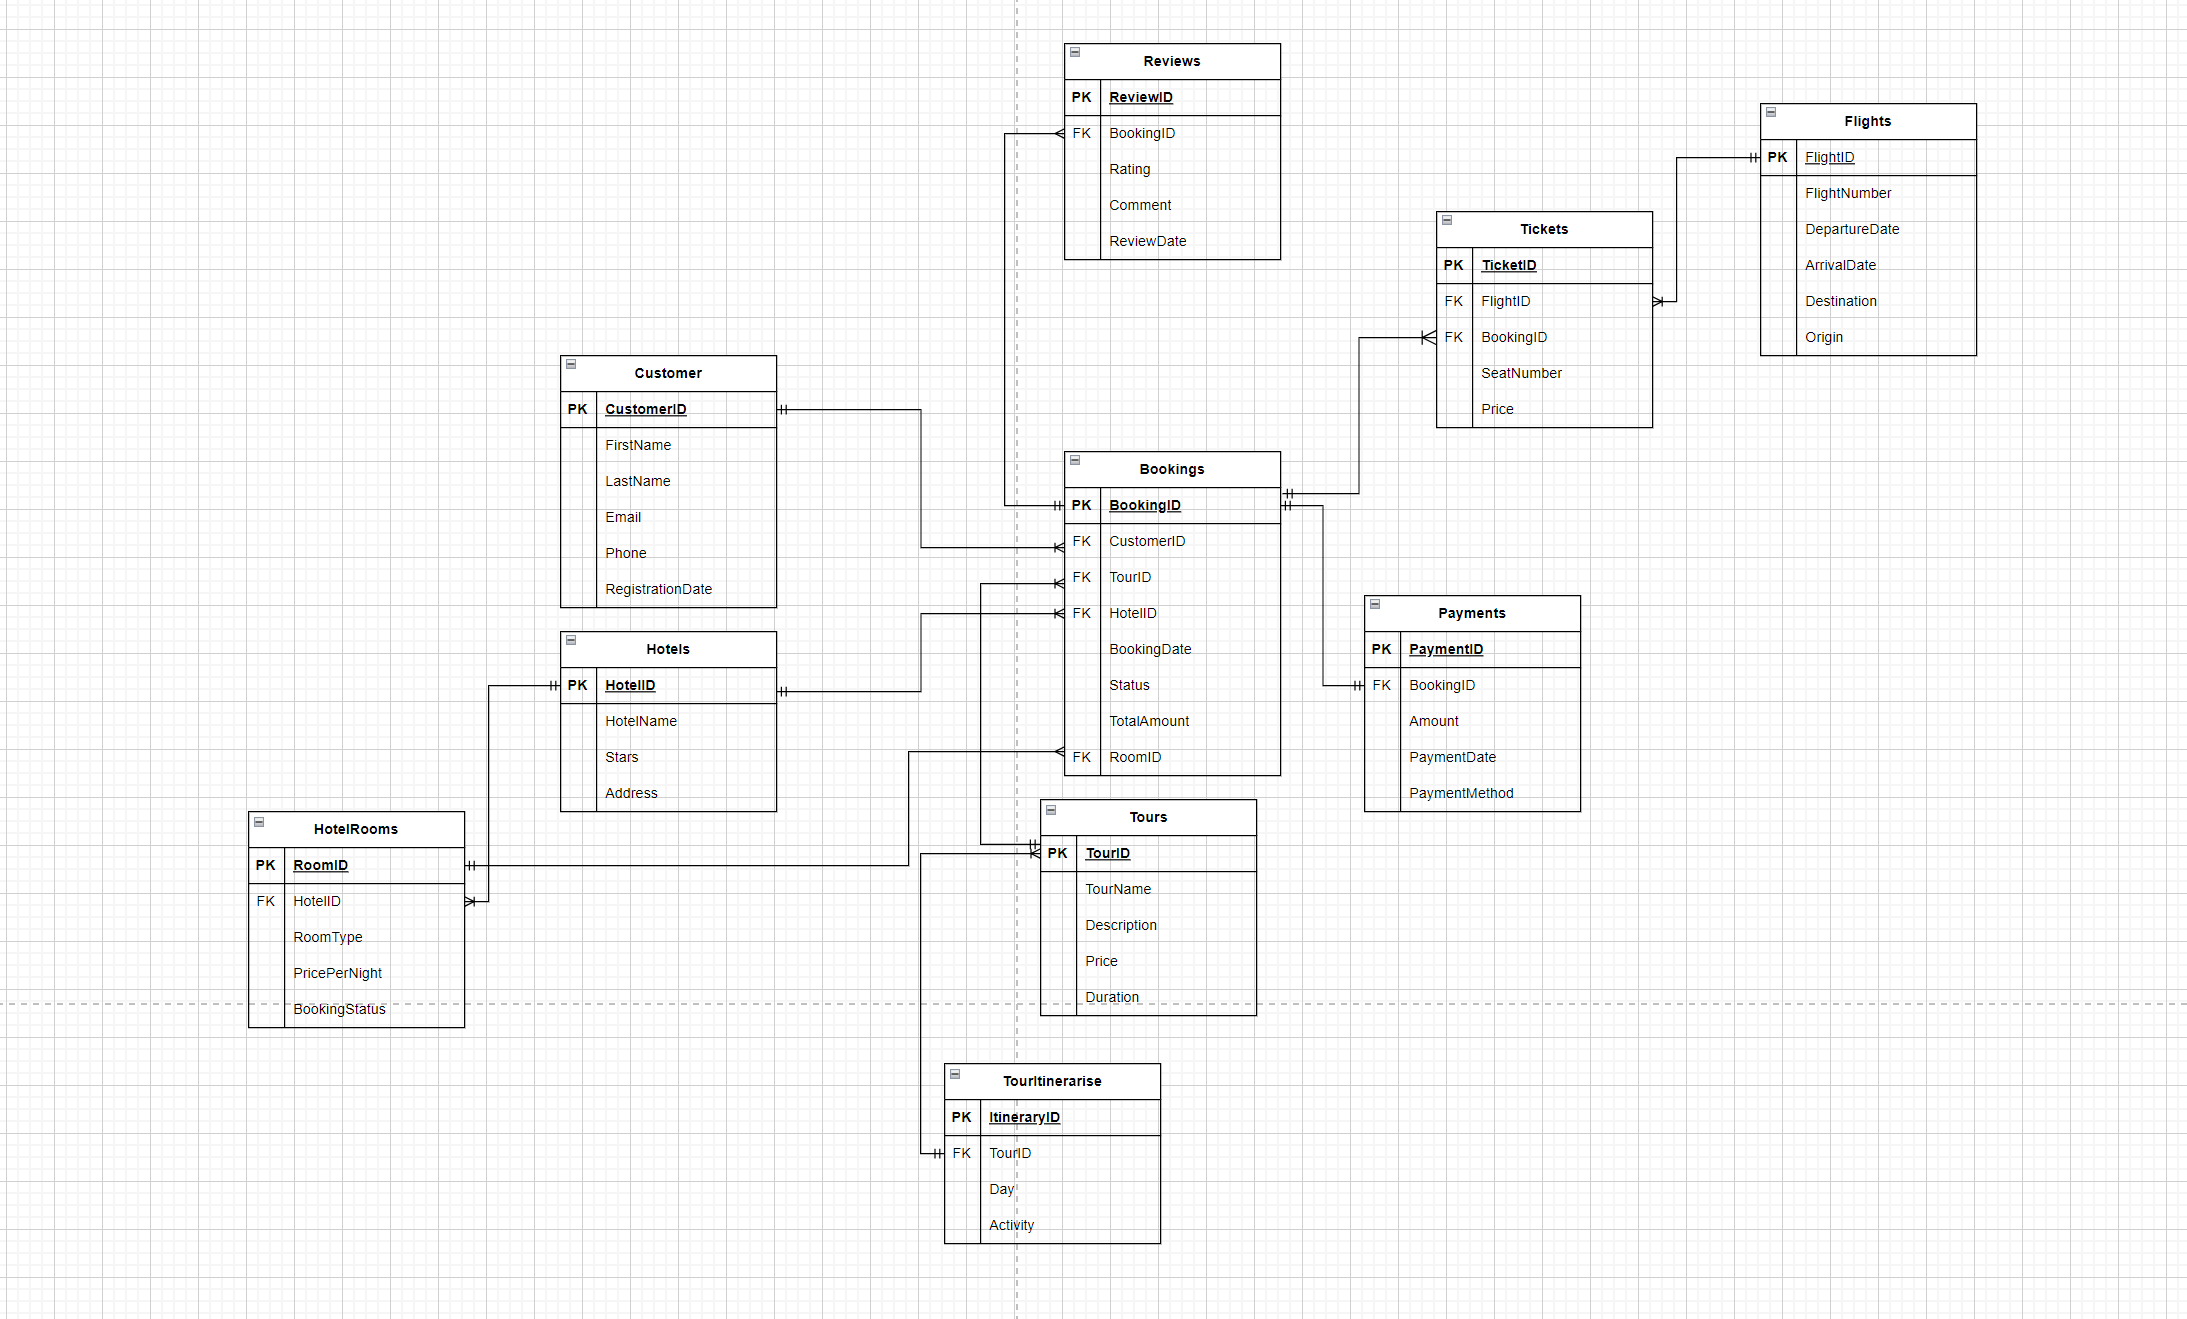 Reviews
PK ReviewID
FK BookingID
Rating
Comment
ReviewDate
Flights
PK FlightID
FlightNumber
DepartureDate
ArrivalDate
Destination
Origin
Tickets
PK TicketID
FK FlightID
FK BookingID
SeatNumber
Price
Customer
PK CustomerID
FirstName
LastName
Email
Phone
RegistrationDate
Bookings
PK BookingID
FK CustomerID
FK TourID
FK HotelID
BookingDate
Status
TotalAmount
FK RoomID
Payments
PK PaymentID
FK BookingID
Amount
PaymentDate
PaymentMethod
Hotels
PK HotelID
HotelName
Stars
Address
HotelRooms
PK RoomID
FK HotelID
RoomType
PricePerNight
BookingStatus
Tours
PK TourID
TourName
Description
Price
Duration
TourItinerarise
PK ItineraryID
FK TourID
Day
Activity